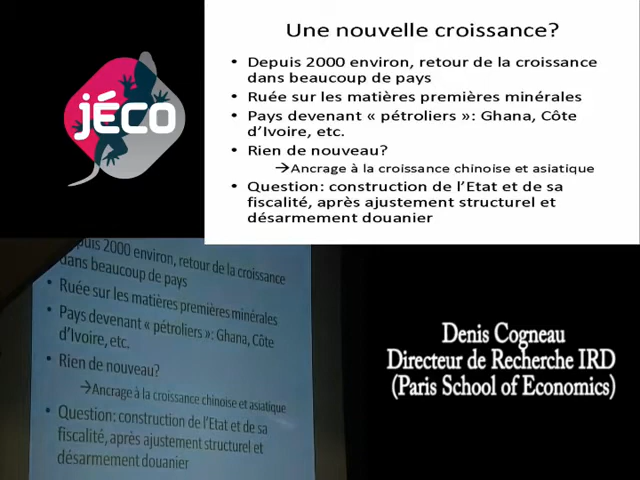 jéco
Une nouvelle croissance?
• Depuis 2000 environ, retour de la croissance
dans beaucoup de pays
• Ruée sur les matières premières minérales
• Pays devenant « pétroliers »: Ghana, Côte
d’Ivoire, etc.
• Rien de nouveau?
→Ancrage à la croissance chinoise et asiatique
• Question: construction de l’Etat et de sa
fiscalité, après ajustement structurel et
désarmement douanier
puis 2000 environ, retour de la croissance
dans beaucoup de pays
• Ruée sur les matières premières minérales
• Pays devenant « pétroliers »: Ghana, Côte
d’Ivoire, etc.
• Rien de nouveau?
→Ancrage à la croissance chinoise et asiatique
• Question: construction de l’Etat et de sa
fiscalité, après ajustement structurel et
désarmement douanier
Denis Cogneau
Directeur de Recherche IRD
(Paris School of Economics)